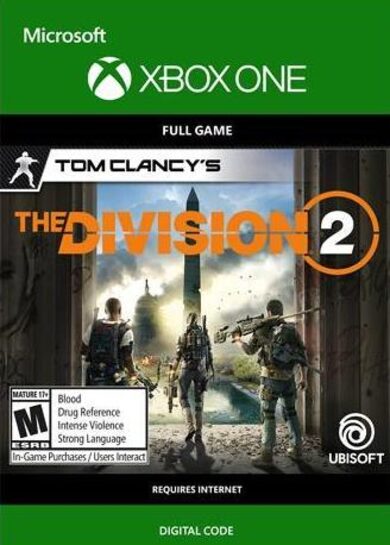 Microsoft
XBOX ONE
FULL GAME
TOM CLANCY'S
THE DIVISION 2
MATURE 17+
M
ESRB
Blood
Drug Reference
Intense Violence
Strong Language
In-Game Purchases / Users Interact
UBISOFT
REQUIRES INTERNET
DIGITAL CODE